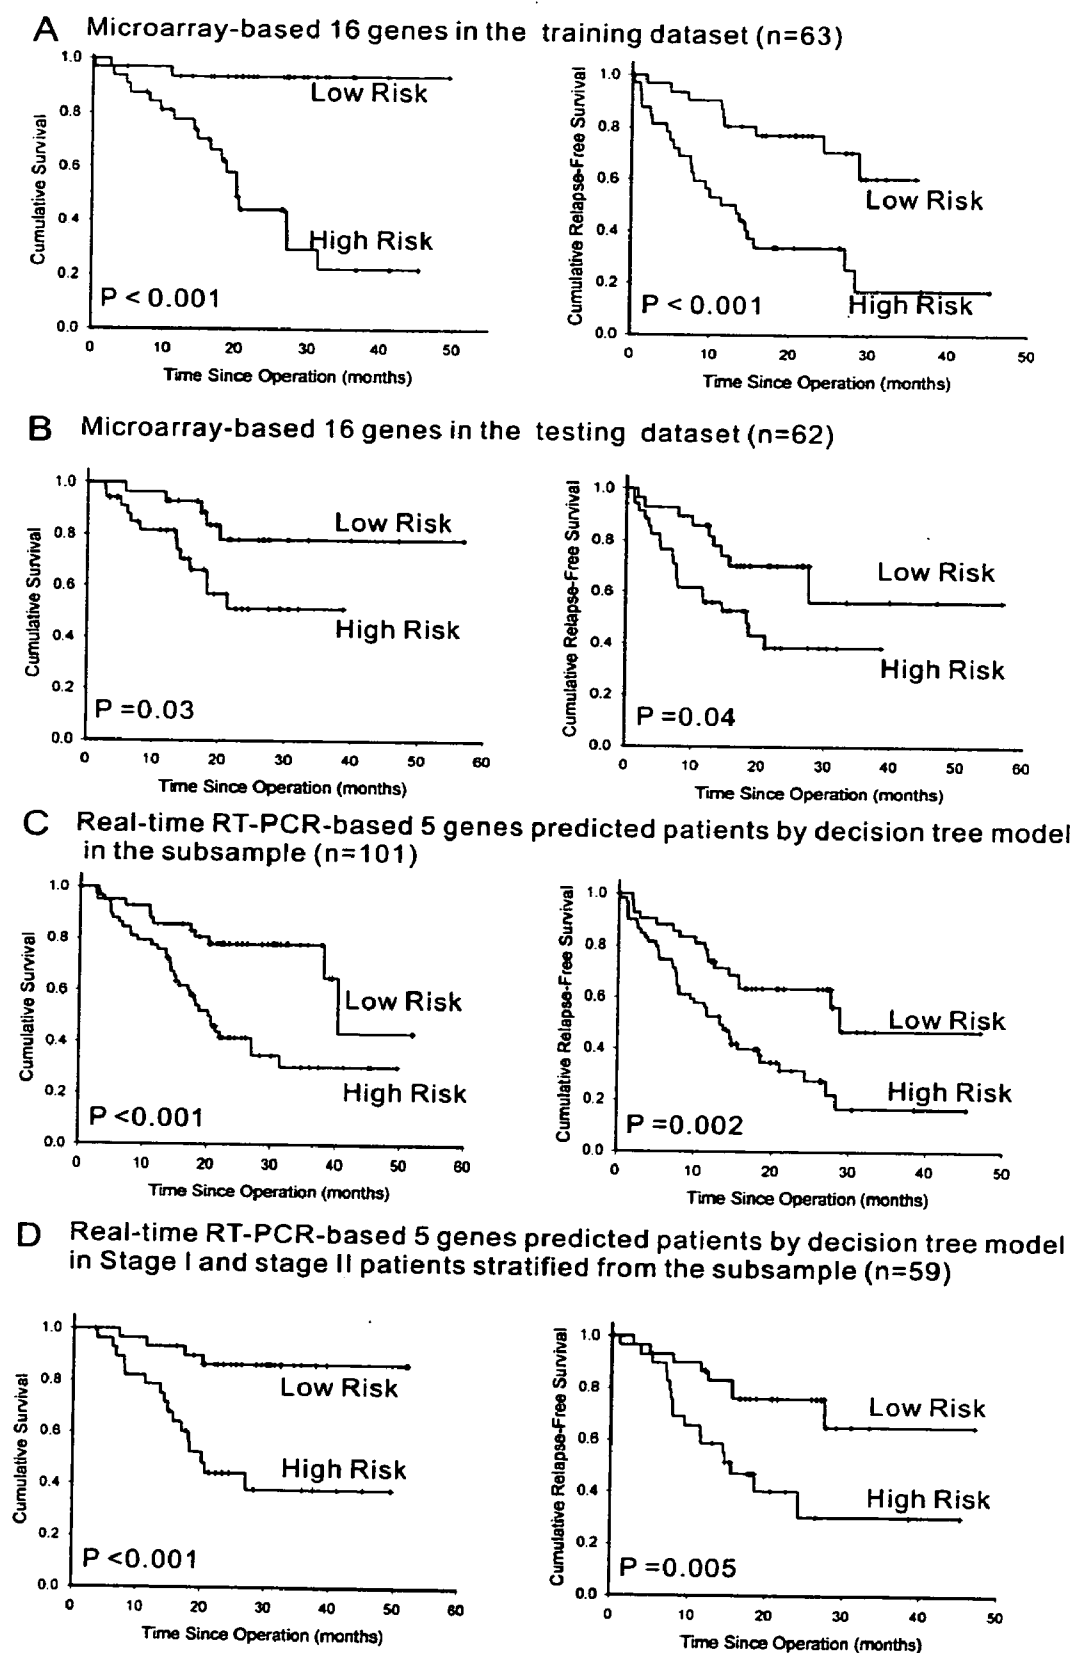 A Microarray-based 16 genes in the training dataset (n=63)
Cumulative Survival
1.0
0.8
0.6
0.4
0.2
0.0
Low Risk
High Risk
P < 0.001
0 10 20 30 40 50
Time Since Operation (months)
Cumulative Relapse-Free Survival
1.0
0.8
0.6
0.4
0.2
0.0
Low Risk
High Risk
P < 0.001
0 10 20 30 40 50
Time Since Operation (months)
B Microarray-based 16 genes in the testing dataset (n=62)
Cumulative Survival
1.0
0.8
0.6
0.4
0.2
0.0
Low Risk
High Risk
P =0.03
0 10 20 30 40 50 60
Time Since Operation (months)
Cumulative Relapse-Free Survival
1.0
0.8
0.6
0.4
0.2
0.0
Low Risk
High Risk
P =0.04
0 10 20 30 40 50 60
Time Since Operation (months)
C Real-time RT-PCR-based 5 genes predicted patients by decision tree model
in the subsample (n=101)
Cumulative Survival
1.0
0.8
0.6
0.4
0.2
0.0
Low Risk
High Risk
P <0.001
0 10 20 30 40 50 60
Time Since Operation (months)
Cumulative Relapse-Free Survival
1.0
0.8
0.6
0.4
0.2
0.0
Low Risk
High Risk
P =0.002
0 10 20 30 40 50
Time Since Operation (months)
D Real-time RT-PCR-based 5 genes predicted patients by decision tree model
in Stage I and stage II patients stratified from the subsample (n=59)
Cumulative Survival
1.0
0.8
0.6
0.4
0.2
0.0
Low Risk
High Risk
P <0.001
0 10 20 30 40 50 60
Time Since Operation (months)
Cumulative Relapse-Free Survival
1.0
0.8
0.6
0.4
0.2
0.0
Low Risk
High Risk
P =0.005
0 10 20 30 40 50
Time Since Operation (months)